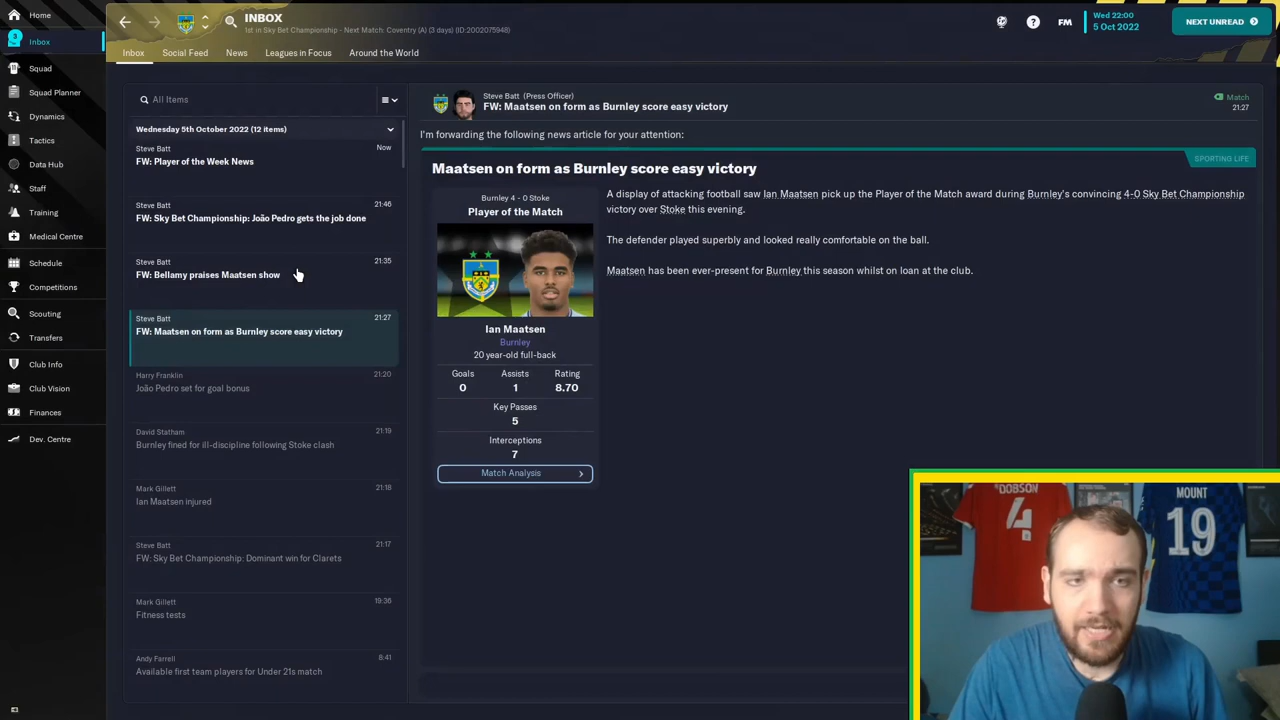 Home
3
Inbox
Squad
Squad Planner
Dynamics
Tactics
Data Hub
Staff
Training
Medical Centre
Schedule
Competitions
Scouting
Transfers
Club Info
Club Vision
Finances
Dev. Centre
INBOX
1st in Sky Bet Championship - Next Match: Coventry (A) (3 days) (ID:2002075948)
FM
Wed 22:00
5 Oct 2022
NEXT UNREAD
Inbox
Social Feed
News
Leagues in Focus
Around the World
All Items
Wednesday 5th October 2022 (12 items)
Steve Batt
Now
FW: Player of the Week News
Steve Batt
21:46
FW: Sky Bet Championship: João Pedro gets the job done
Steve Batt
21:35
FW: Bellamy praises Maatsen show
Steve Batt
21:27
FW: Maatsen on form as Burnley score easy victory
Harry Franklin
21:20
João Pedro set for goal bonus
David Statham
21:19
Burnley fined for ill-discipline following Stoke clash
Mark Gillett
21:18
Ian Maatsen injured
Steve Batt
21:17
FW: Sky Bet Championship: Dominant win for Clarets
Mark Gillett
19:36
Fitness tests
Andy Farrell
8:41
Available first team players for Under 21s match
Steve Batt (Press Officer)
FW: Maatsen on form as Burnley score easy victory
Match
21:27
I'm forwarding the following news article for your attention:
SPORTING LIFE
Maatsen on form as Burnley score easy victory
Burnley 4 - 0 Stoke
Player of the Match
Ian Maatsen
Burnley
20 year-old full-back
Goals Assists Rating
0 1 8.70
Key Passes
5
Interceptions
7
Match Analysis
A display of attacking football saw Ian Maatsen pick up the Player of the Match award during Burnley's convincing 4-0 Sky Bet Championship
victory over Stoke this evening.
The defender played superbly and looked really comfortable on the ball.
Maatsen has been ever-present for Burnley this season whilst on loan at the club.
DOBSON
4
MOUNT
19